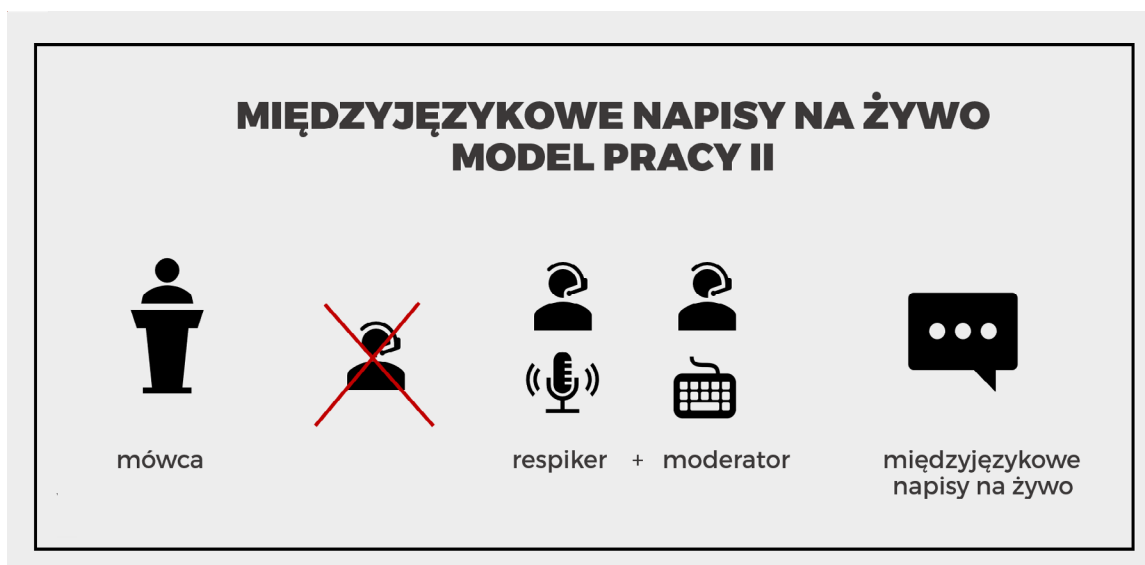 MIĘDZYJĘZYKOWE NAPISY NA ŻYWO
MODEL PRACY II
mówca
respiker + moderator
międzyjęzykowe
napisy na żywo